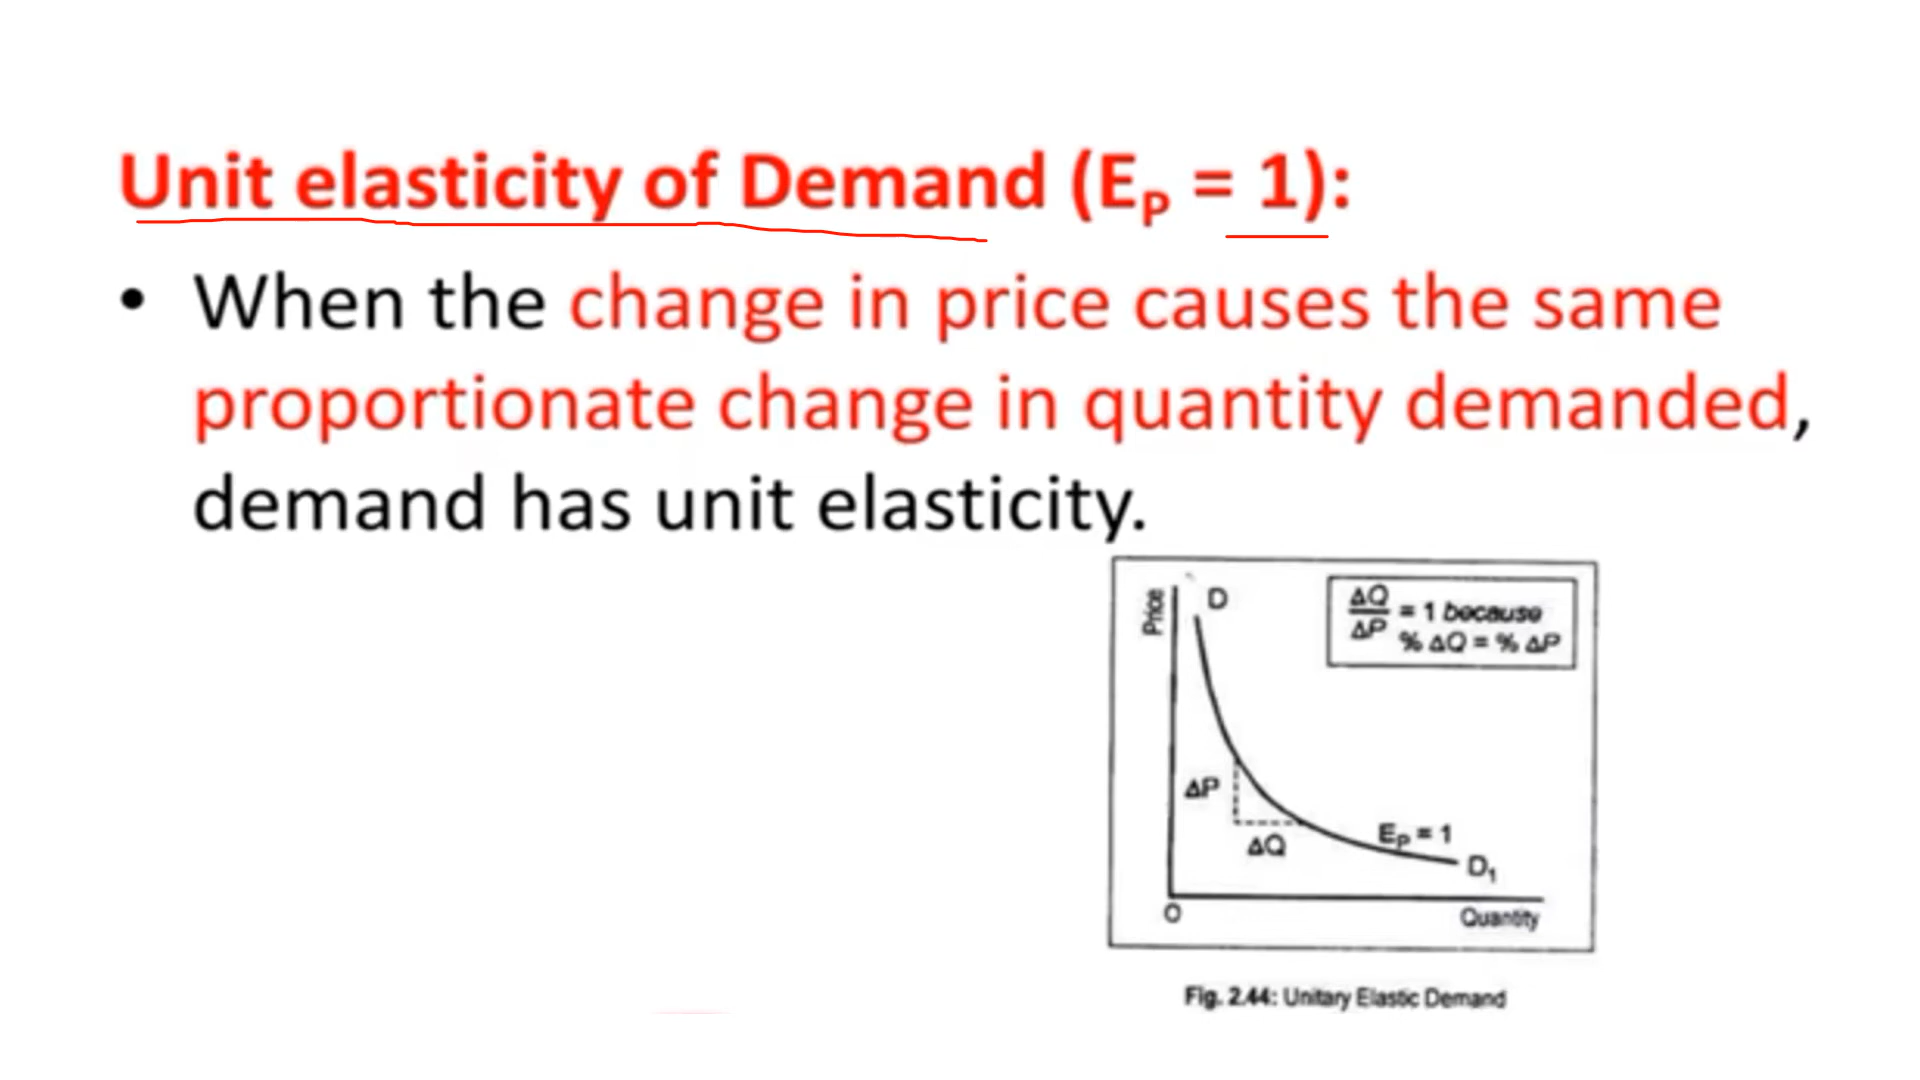 Unit elasticity of Demand (EP = 1):
• When the change in price causes the same
proportionate change in quantity demanded,
demand has unit elasticity.
Price
D
ΔQ
ΔP
= 1 because
% ΔQ = % ΔP
ΔP
ΔQ
EP = 1
D1
O
Quantity
Fig. 2.44: Unitary Elastic Demand